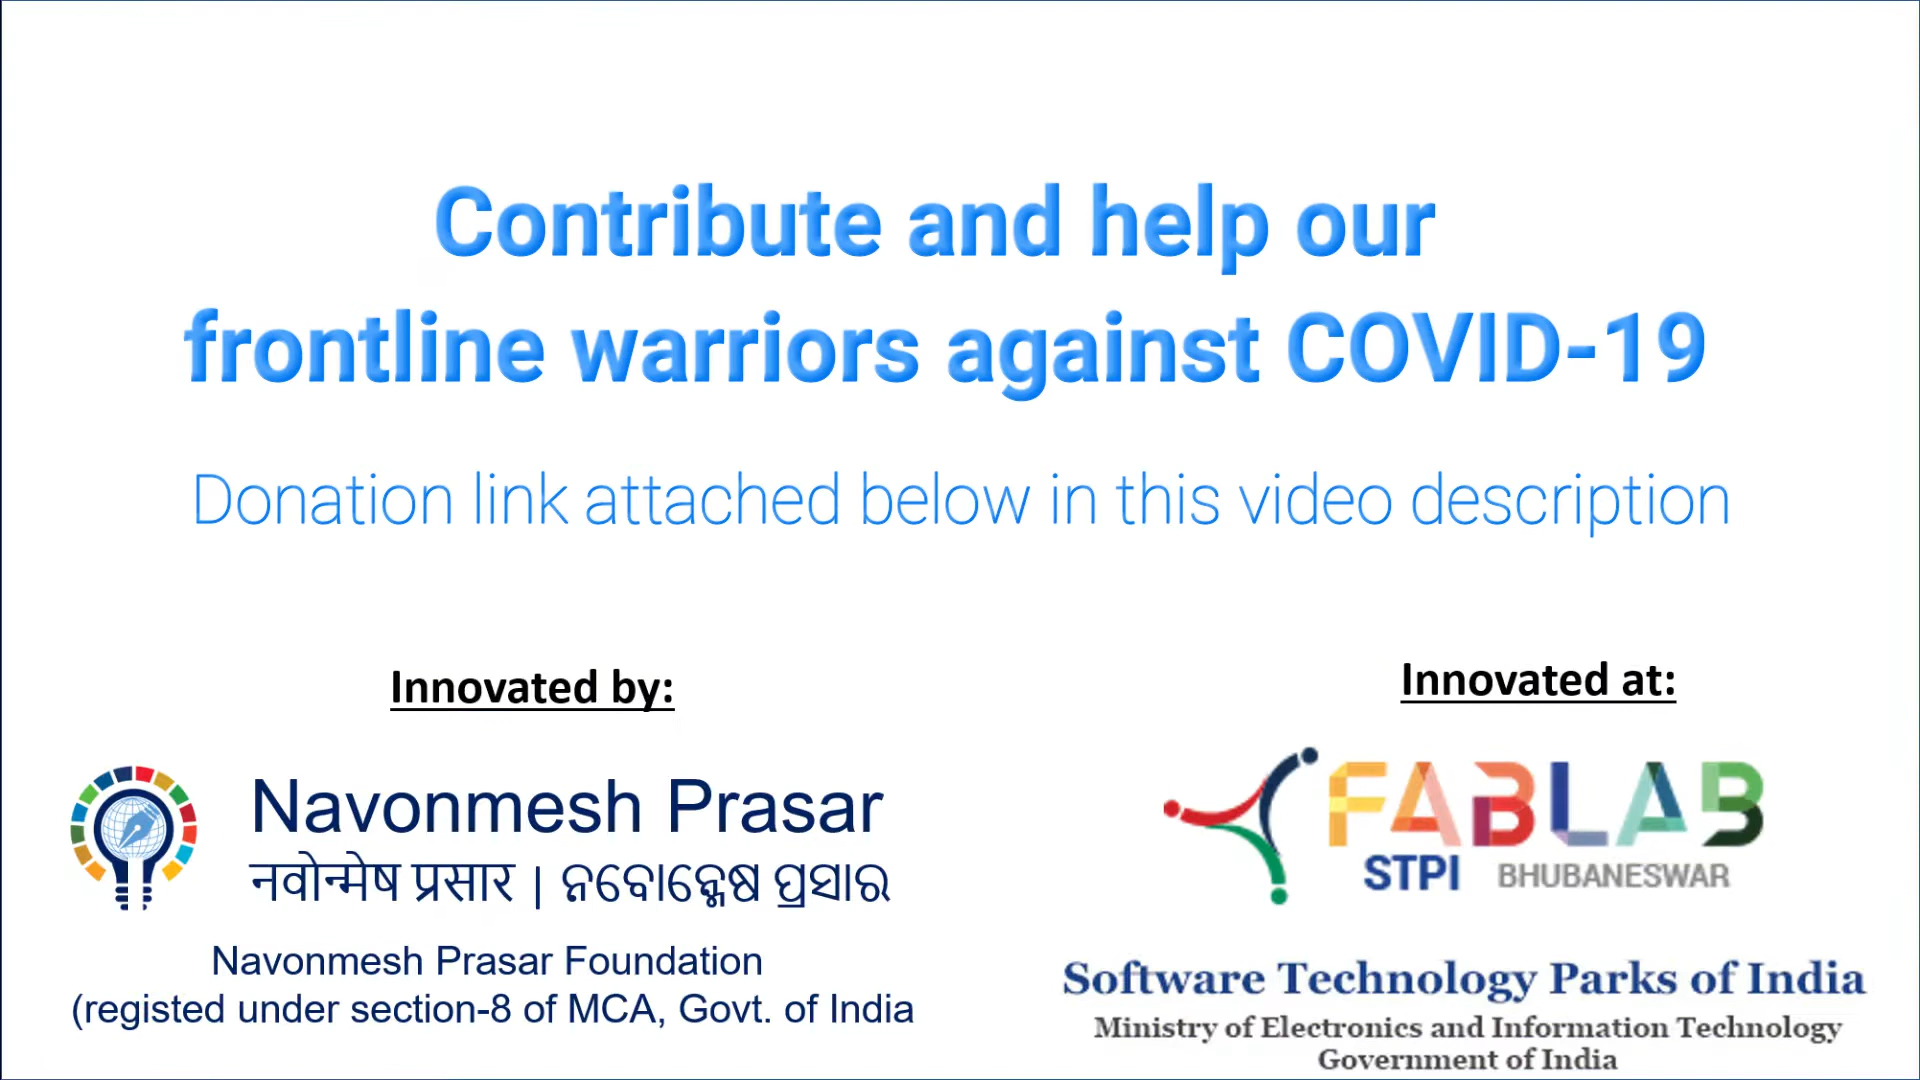 Contribute and help our
frontline warriors against COVID-19
Donation link attached below in this video description
Innovated by:
Navonmesh Prasar
नवोन्मेष प्रसार | ନବୋନ୍ମେଷ ପ୍ରସାର
Navonmesh Prasar Foundation
(registed under section-8 of MCA, Govt. of India
Innovated at:
FABLAB
STPI BHUBANESWAR
Software Technology Parks of India
Ministry of Electronics and Information Technology
Government of India